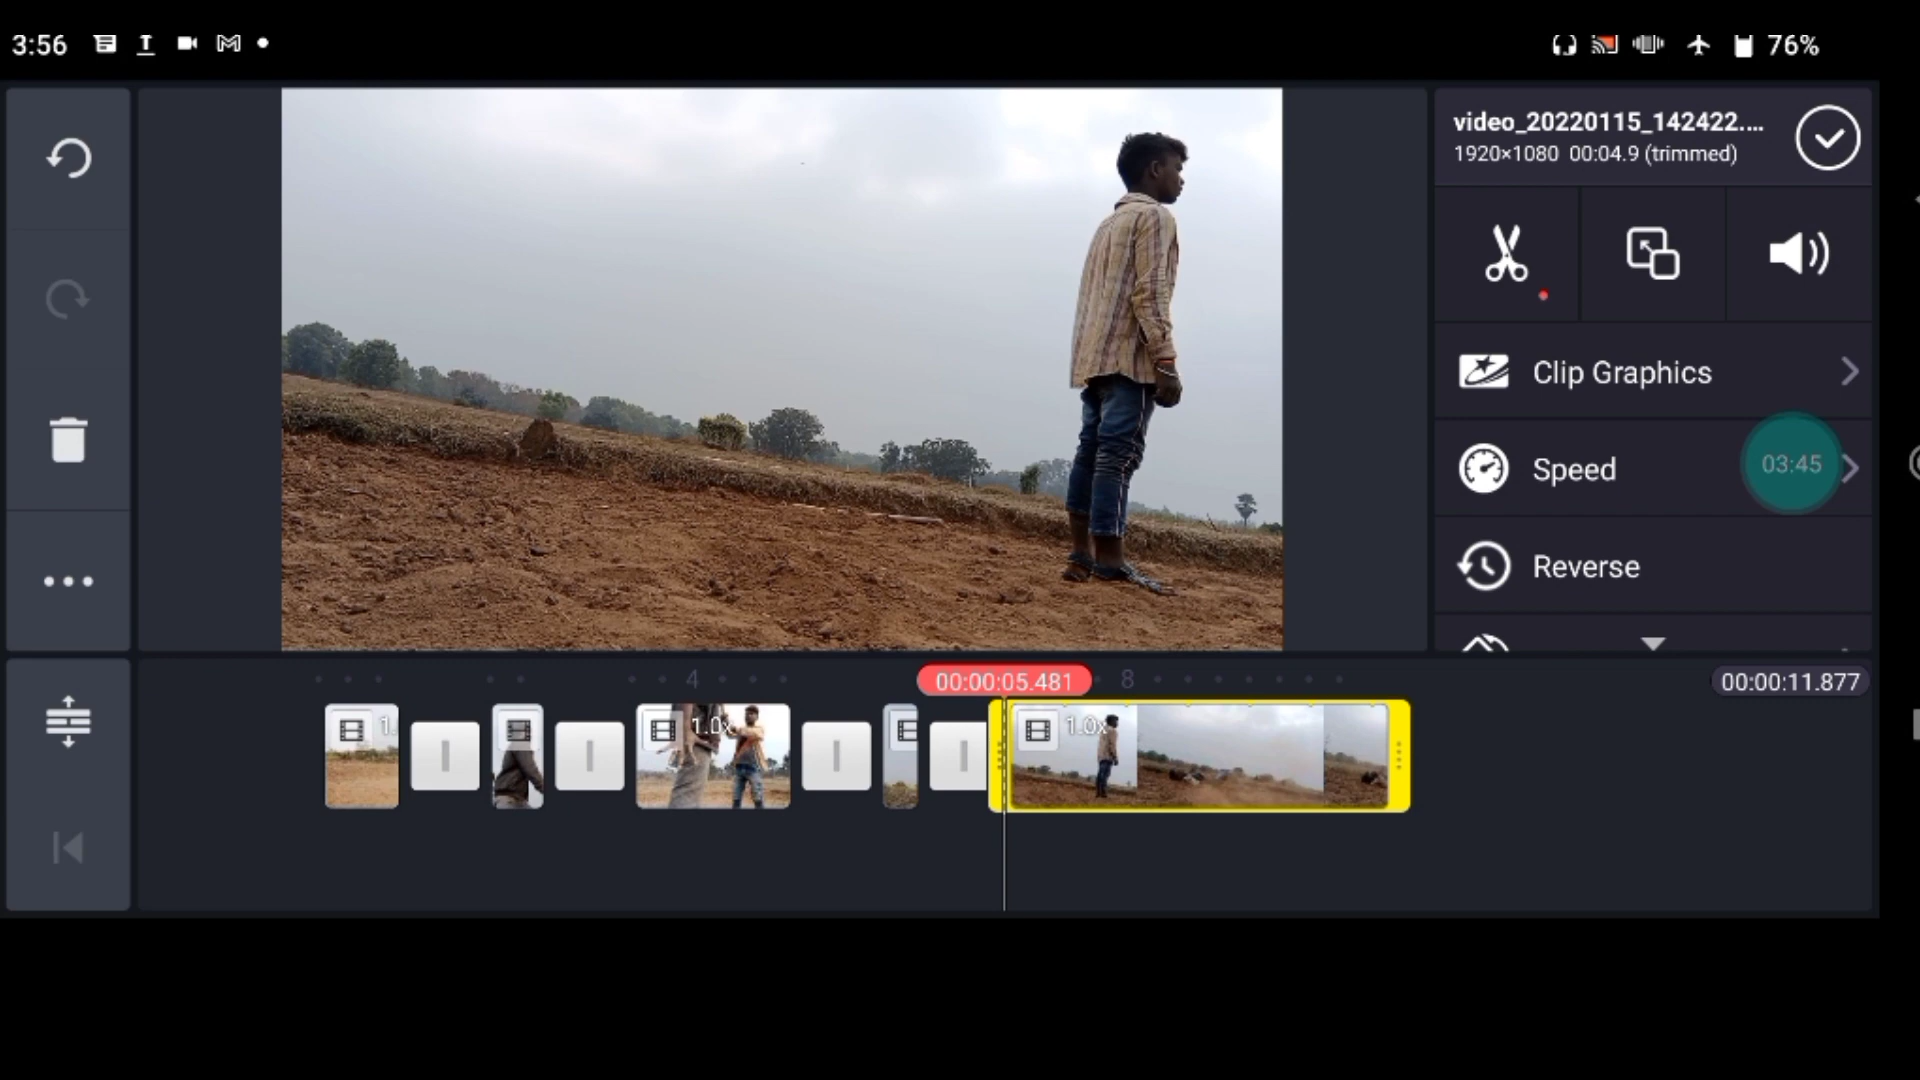 3:56
76%
video_20220115_142422....
1920×1080 00:04.9 (trimmed)
Clip Graphics
Speed
03:45
Reverse
4
00:00:05.481
8
00:00:11.877
1.
1.0x
1.0x